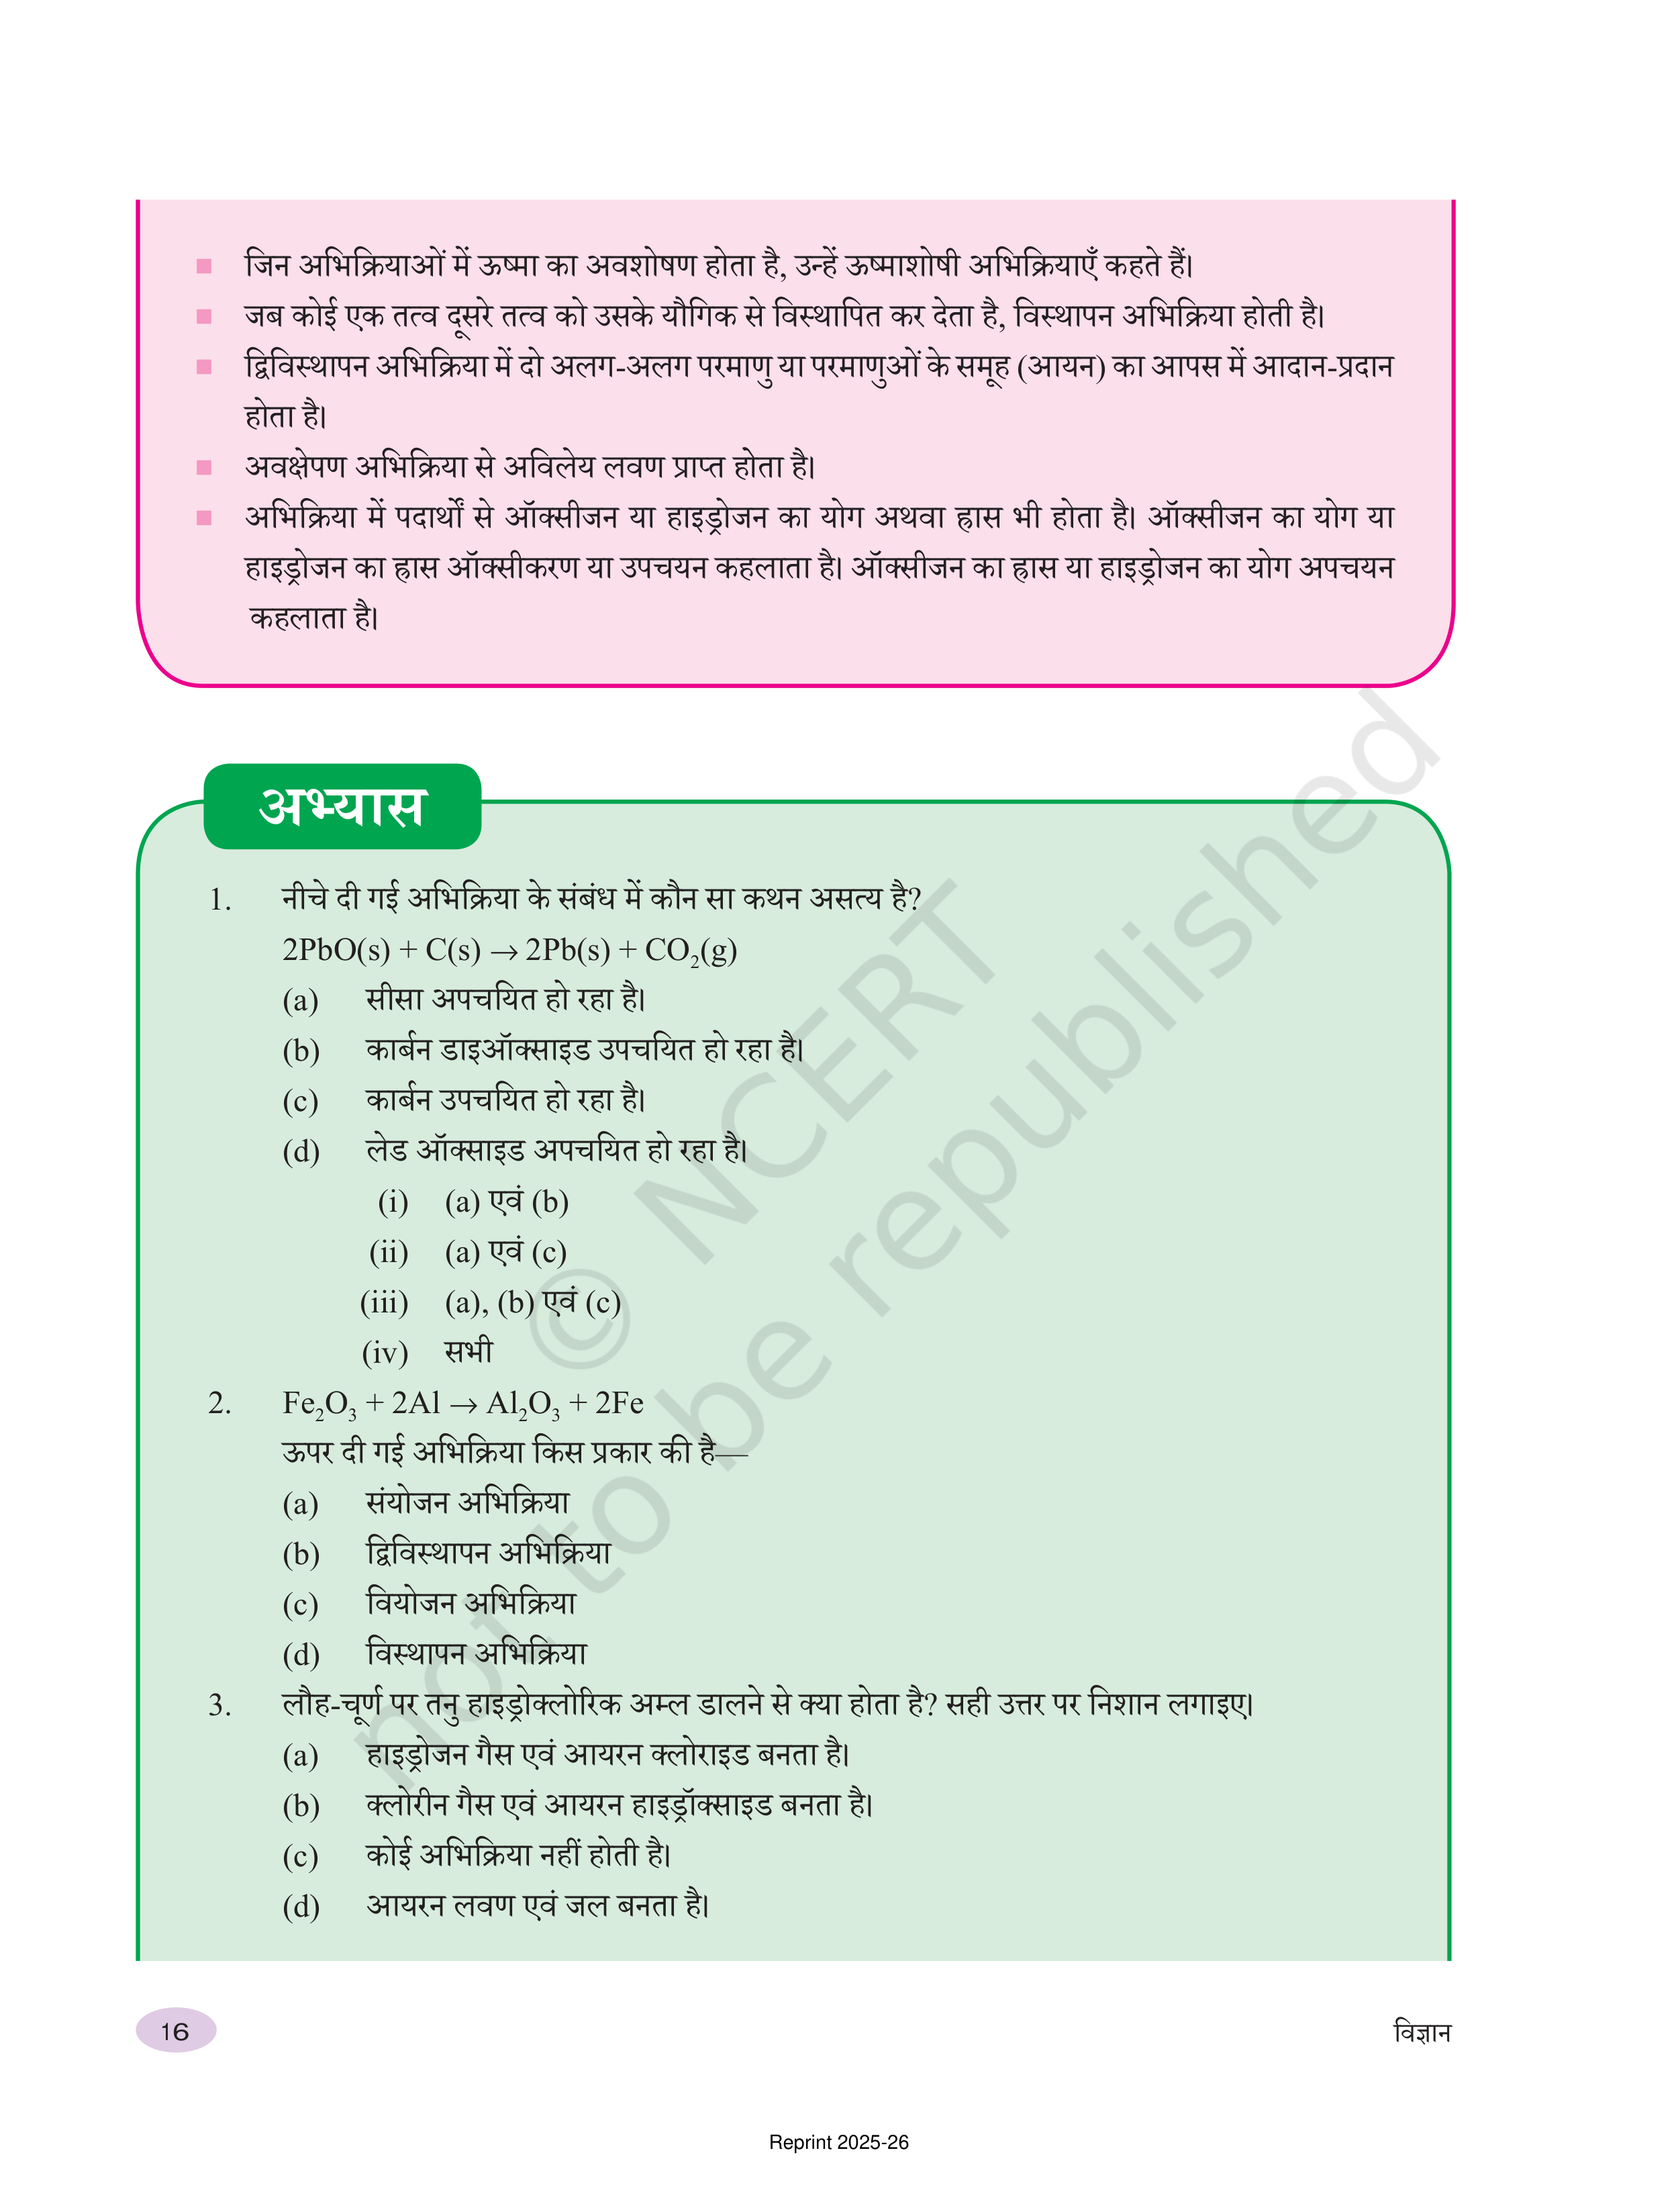 जिन अभिक्रियाओं में ऊष्मा का अवशोषण होता है, उन्हें ऊष्माशोषी अभिक्रियाएँ कहते हैं।
जब कोई एक तत्व दूसरे तत्व को उसके यौगिक से विस्थापित कर देता है, विस्थापन अभिक्रिया होती है।
द्विविस्थापन अभिक्रिया में दो अलग-अलग परमाणु या परमाणुओं के समूह (आयन) का आपस में आदान-प्रदान
होता है।
अवक्षेपण अभिक्रिया से अविलेय लवण प्राप्त होता है।
अभिक्रिया में पदार्थों से ऑक्सीजन या हाइड्रोजन का योग अथवा ह्रास भी होता है। ऑक्सीजन का योग या
हाइड्रोजन का ह्रास ऑक्सीकरण या उपचयन कहलाता है। ऑक्सीजन का ह्रास या हाइड्रोजन का योग अपचयन
कहलाता है।
अभ्यास
1. नीचे दी गई अभिक्रिया के संबंध में कौन सा कथन असत्य है?
2PbO(s) + C(s) → 2Pb(s) + CO₂(g)
(a) सीसा अपचयित हो रहा है।
(b) कार्बन डाइऑक्साइड उपचयित हो रहा है।
(c) कार्बन उपचयित हो रहा है।
(d) लेड ऑक्साइड अपचयित हो रहा है।
(i) (a) एवं (b)
(ii) (a) एवं (c)
(iii) (a), (b) एवं (c)
(iv) सभी
2. Fe₂O₃ + 2Al → Al₂O₃ + 2Fe
ऊपर दी गई अभिक्रिया किस प्रकार की है—
(a) संयोजन अभिक्रिया
(b) द्विविस्थापन अभिक्रिया
(c) वियोजन अभिक्रिया
(d) विस्थापन अभिक्रिया
3. लौह-चूर्ण पर तनु हाइड्रोक्लोरिक अम्ल डालने से क्या होता है? सही उत्तर पर निशान लगाइए।
(a) हाइड्रोजन गैस एवं आयरन क्लोराइड बनता है।
(b) क्लोरीन गैस एवं आयरन हाइड्रॉक्साइड बनता है।
(c) कोई अभिक्रिया नहीं होती है।
(d) आयरन लवण एवं जल बनता है।
© NCERT
not to be republished
16
विज्ञान
Reprint 2025-26